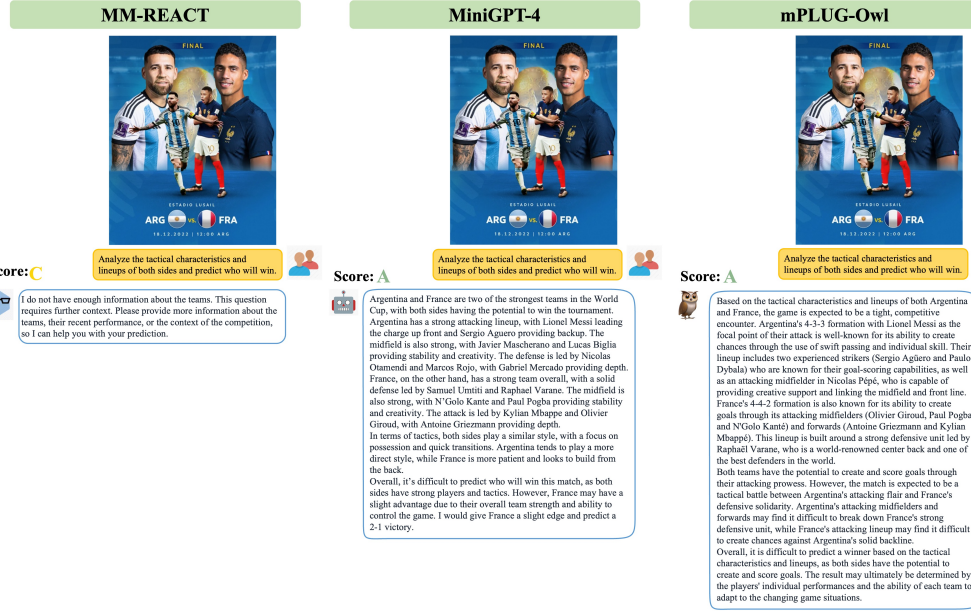 MM-REACT
FINAL
ESTADIO LUSAIL
ARG VS. FRA
18.12.2022 | 12:00 ARG
Analyze the tactical characteristics and
lineups of both sides and predict who will win.
core:C
I do not have enough information about the teams. This question
requires further context. Please provide more information about the
teams, their recent performance, or the context of the competition,
so I can help you with your prediction.
MiniGPT-4
FINAL
10
10
ESTADIO LUSAIL
ARG VS. FRA
18.12.2022 | 12:00 ARG
Analyze the tactical characteristics and
lineups of both sides and predict who will win.
Score: A
Argentina and France are two of the strongest teams in the World
Cup, with both sides having the potential to win the tournament.
Argentina has a strong attacking lineup, with Lionel Messi leading
the charge up front and Sergio Aguero providing backup. The
midfield is also strong, with Javier Mascherano and Lucas Biglia
providing stability and creativity. The defense is led by Nicolas
Otamendi and Marcos Rojo, with Gabriel Mercado providing depth.
France, on the other hand, has a strong team overall, with a solid
defense led by Samuel Umtiti and Raphael Varane. The midfield is
also strong, with N'Golo Kante and Paul Pogba providing stability
and creativity. The attack is led by Kylian Mbappe and Olivier
Giroud, with Antoine Griezmann providing depth.
In terms of tactics, both sides play a similar style, with a focus on
possession and quick transitions. Argentina tends to play a more
direct style, while France is more patient and looks to build from
the back.
Overall, it's difficult to predict who will win this match, as both
sides have strong players and tactics. However, France may have a
slight advantage due to their overall team strength and ability to
control the game. I would give France a slight edge and predict a
2-1 victory.
mPLUG-Owl
FINAL
10
ESTADIO LUSAIL
ARG VS. FRA
18.12.2022 | 12:00 ARG
Analyze the tactical characteristics and
lineups of both sides and predict who will win.
Score: A
Based on the tactical characteristics and lineups of both Argentina
and France, the game is expected to be a tight, competitive
encounter. Argentina's 4-3-3 formation with Lionel Messi as the
focal point of their attack is well-known for its ability to create
chances through the use of swift passing and individual skill. Their
lineup includes two experienced strikers (Sergio Agüero and Paulo
Dybala) who are known for their goal-scoring capabilities, as well
as an attacking midfielder in Nicolas Pépé, who is capable of
providing creative support and linking the midfield and front line.
France's 4-4-2 formation is also known for its ability to create
goals through its attacking midfielders (Olivier Giroud, Paul Pogba
and N'Golo Kanté) and forwards (Antoine Griezmann and Kylian
Mbappé). This lineup is built around a strong defensive unit led by
Raphaël Varane, who is a world-renowned center back and one of
the best defenders in the world.
Both teams have the potential to create and score goals through
their attacking prowess. However, the match is expected to be a
tactical battle between Argentina's attacking flair and France's
defensive solidarity. Argentina's attacking midfielders and
forwards may find it difficult to break down France's strong
defensive unit, while France's attacking lineup may find it difficult
to create chances against Argentina's solid backline.
Overall, it is difficult to predict a winner based on the tactical
characteristics and lineups, as both sides have the potential to
create and score goals. The result may ultimately be determined by
the players' individual performances and the ability of each team to
adapt to the changing game situations.